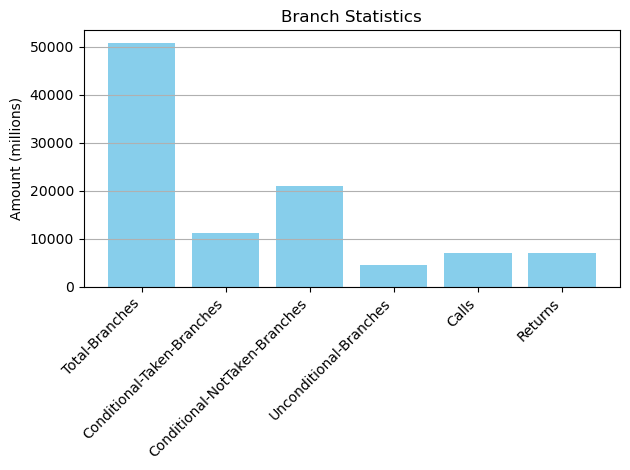 Branch Statistics
Amount (millions)
50000
40000
30000
20000
10000
0
Total-Branches
Conditional-Taken-Branches
Conditional-NotTaken-Branches
Unconditional-Branches
Calls
Returns